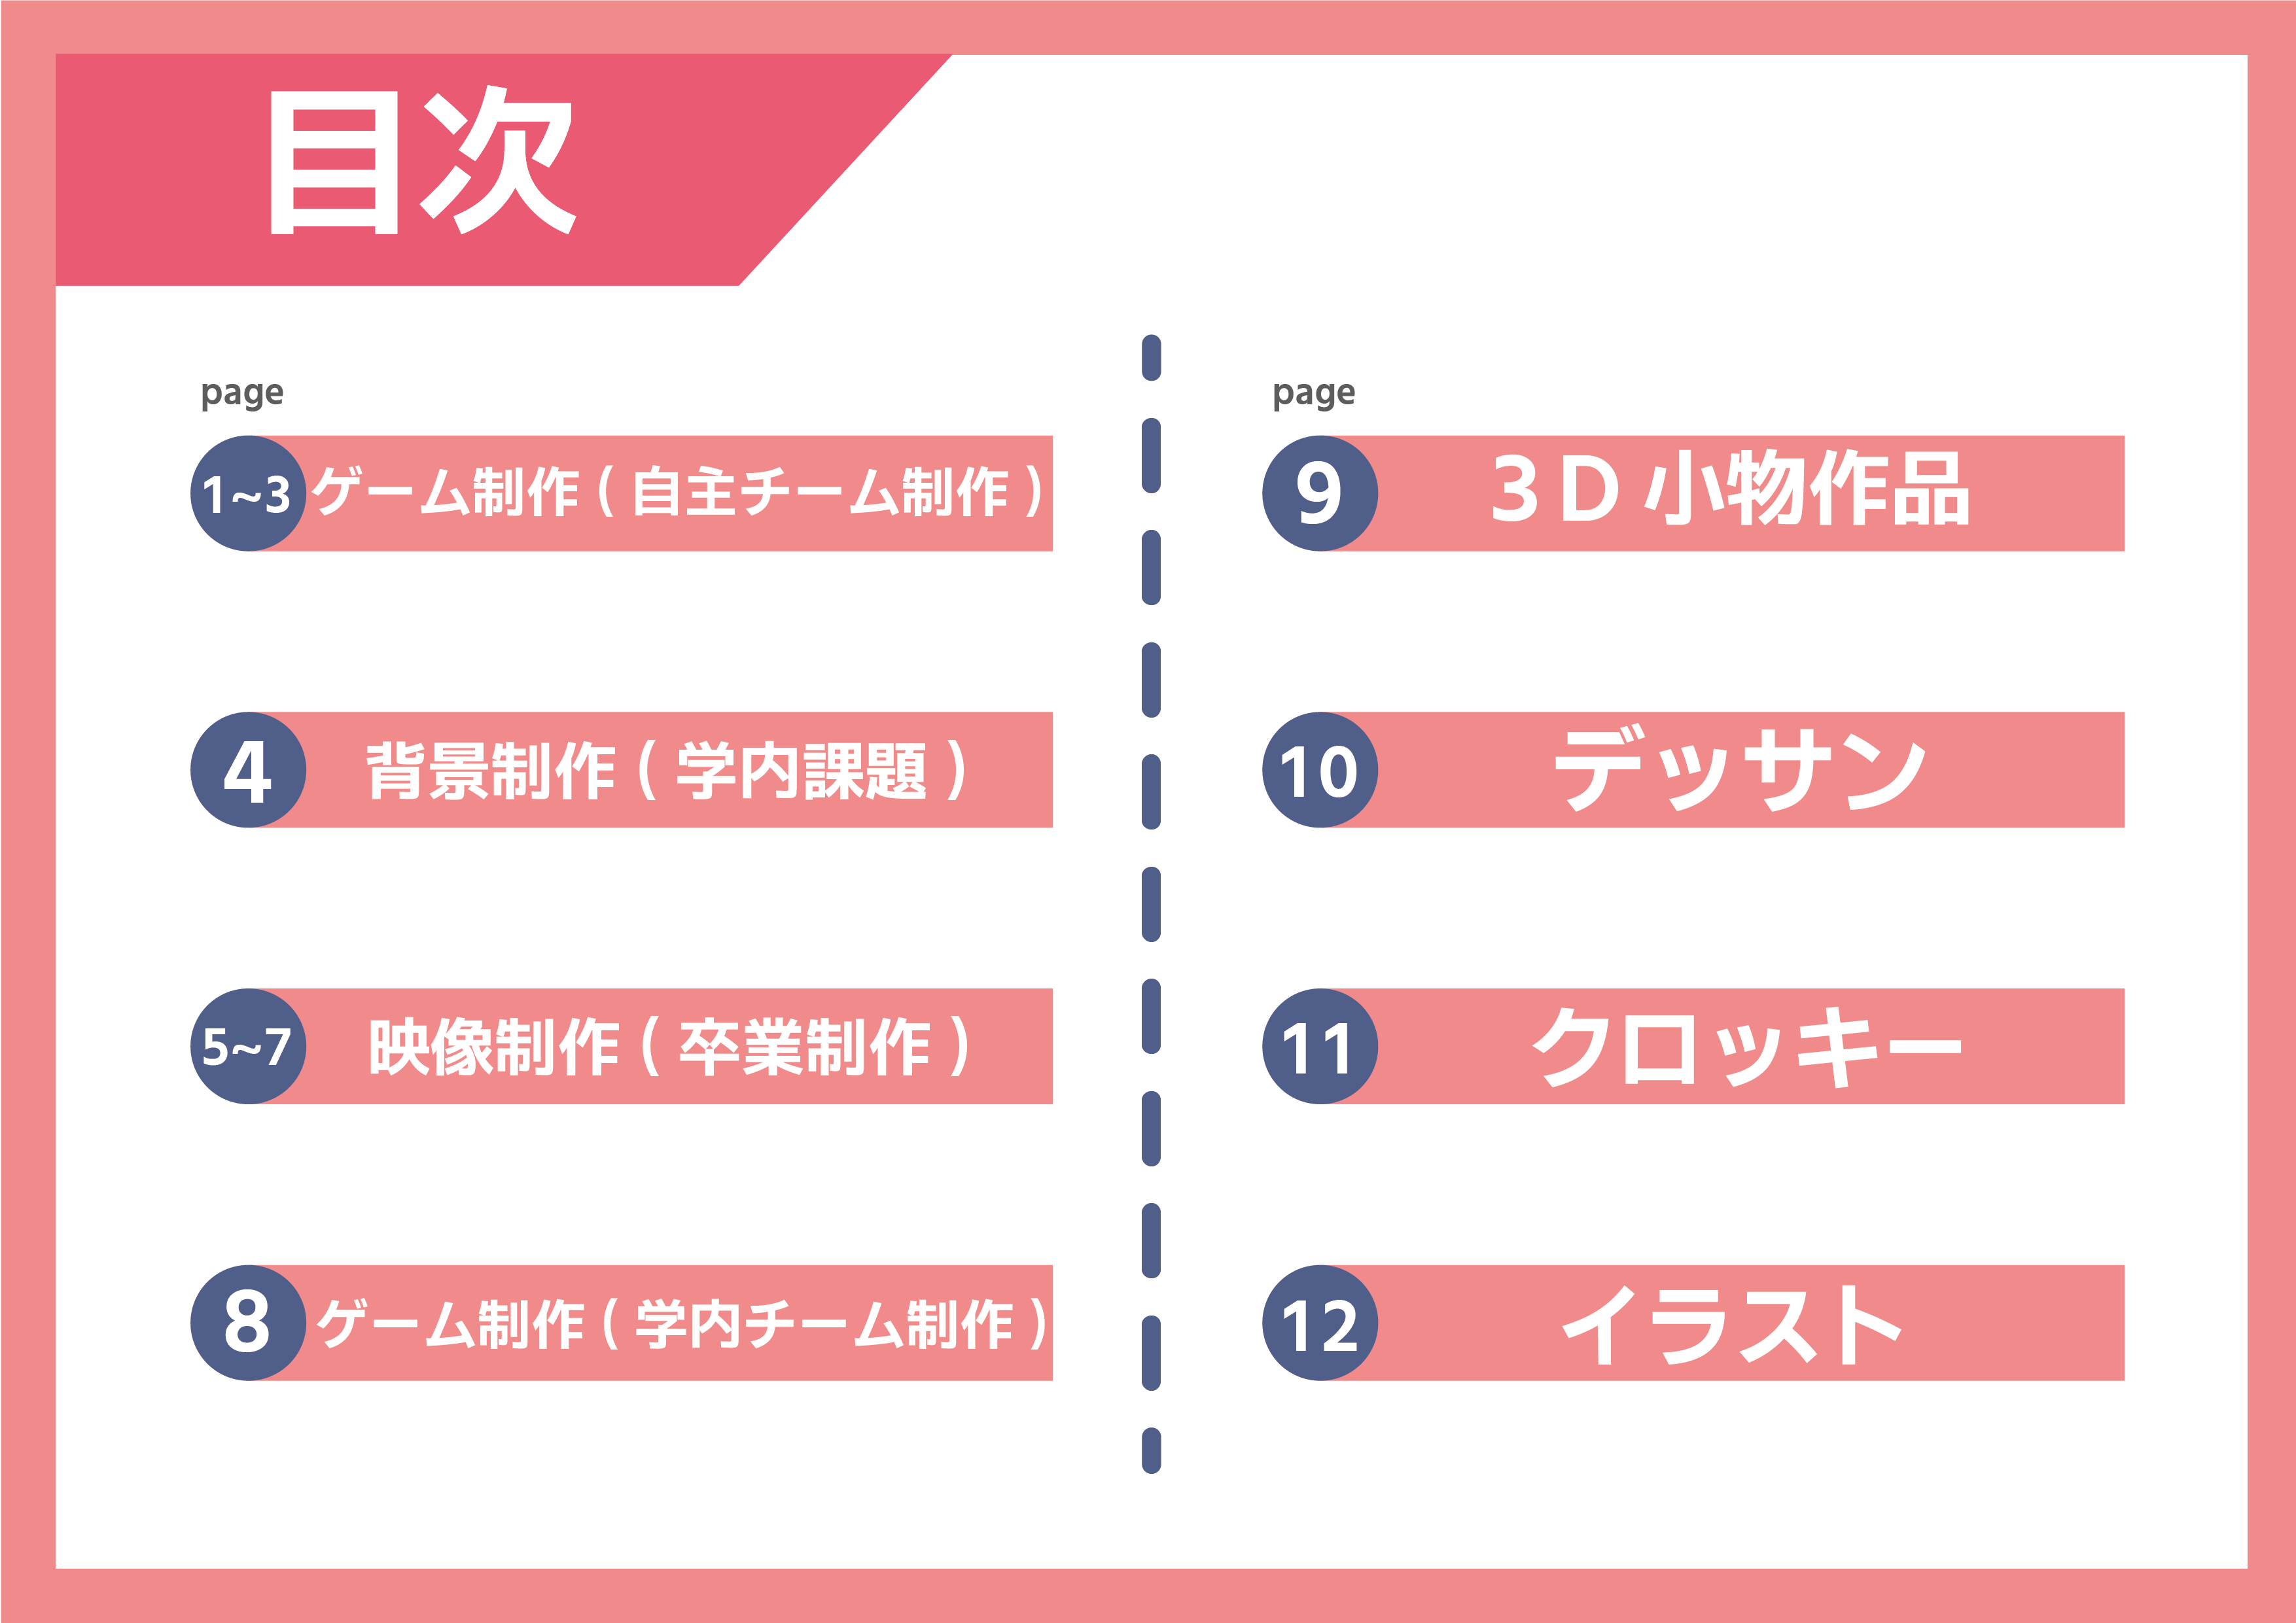 目次
page
1~3 ゲーム制作 ( 自主チーム制作 )
4 背景制作 ( 学内課題 )
5~7 映像制作 ( 卒業制作 )
8 ゲーム制作 ( 学内チーム制作 )
page
9 ３Ｄ小物作品
10 デッサン
11 クロッキー
12 イラスト